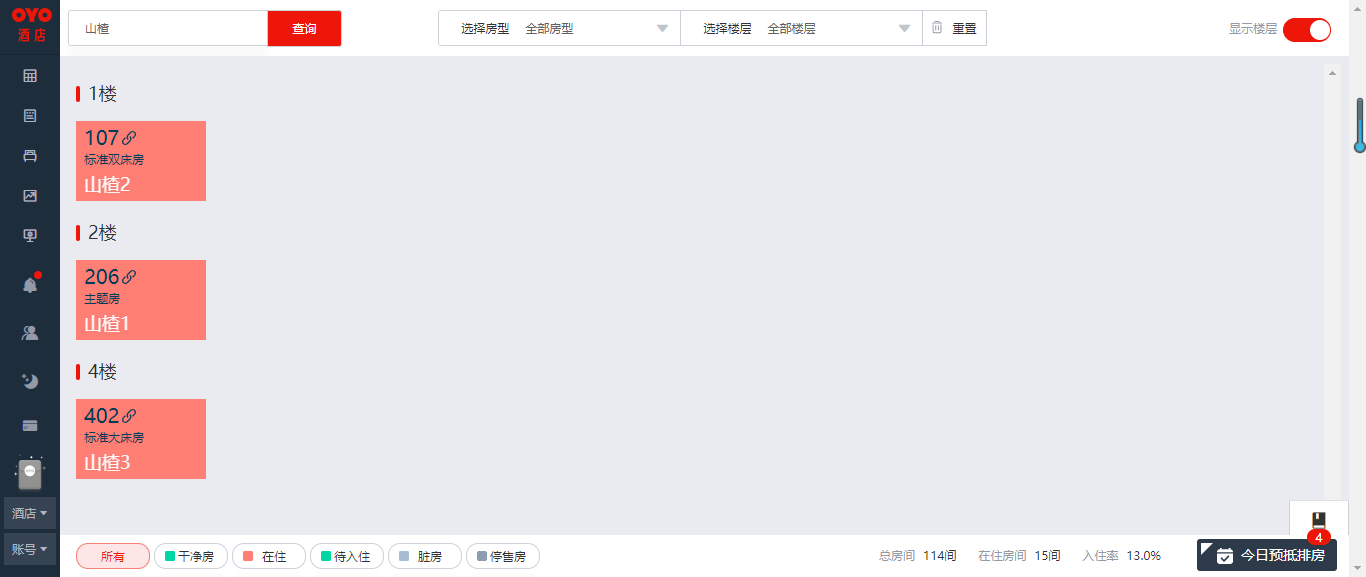 OYO
酒店
山楂
查询
选择房型 全部房型
选择楼层 全部楼层
重置
显示楼层
1楼
107
标准双床房
山楂2
2楼
206
主题房
山楂1
4楼
402
标准大床房
山楂3
酒店
账号
所有
干净房
在住
待入住
脏房
停售房
总房间 114间
在住房间 15间
入住率 13.0%
4
今日预抵排房